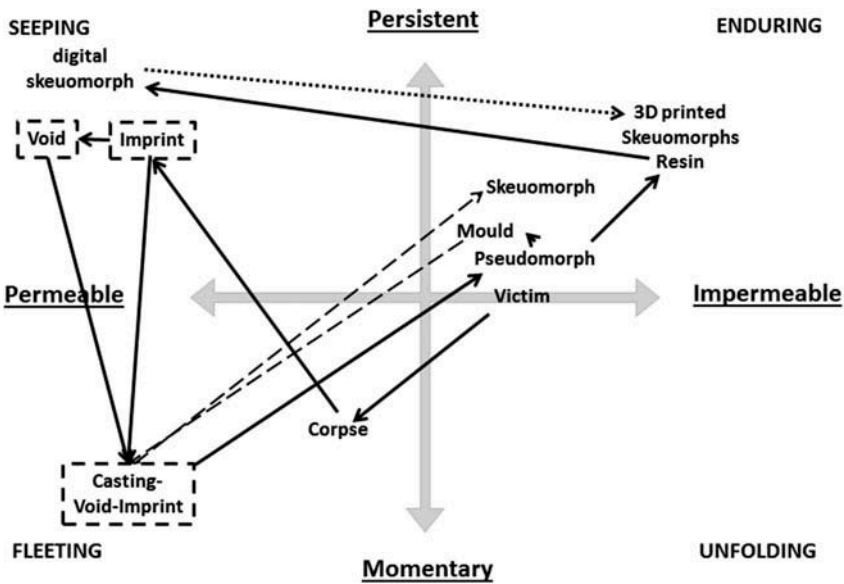 SEEPING
Persistent
ENDURING
digital
skeuomorph
3D printed
Skeuomorphs
Resin
Void
Imprint
Skeuomorph
Mould
Pseudomorph
Permeable
Victim
Impermeable
Corpse
Casting-
Void-Imprint
FLEETING
Momentary
UNFOLDING